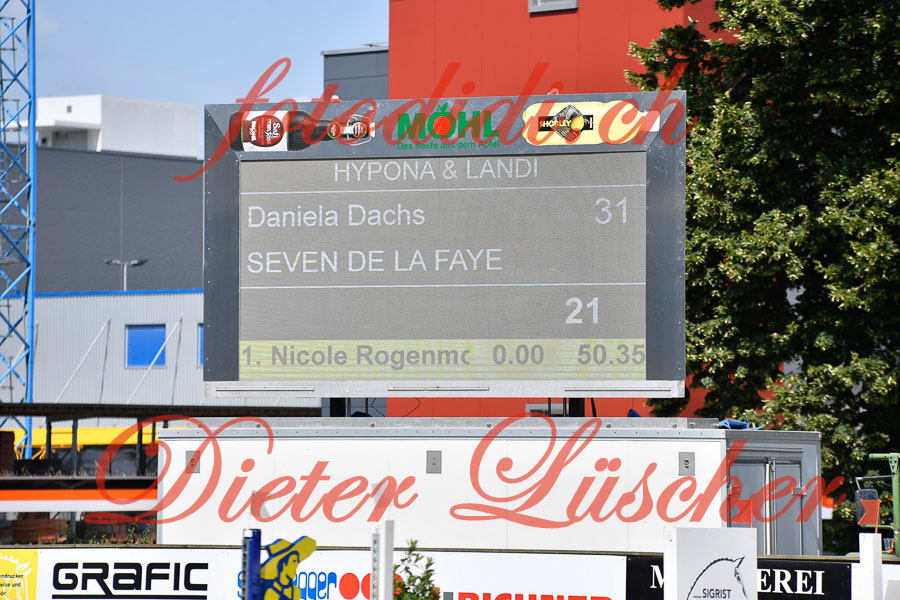 fotodidi.ch
MÖHL
Das Beste aus dem Apfel
SHORLEY
HYPONA & LANDI
Daniela Dachs 31
SEVEN DE LA FAYE
21
1. Nicole Rogenmo 0.00 50.35
Dieter Lüscher
GRAFIC
SIGRIST